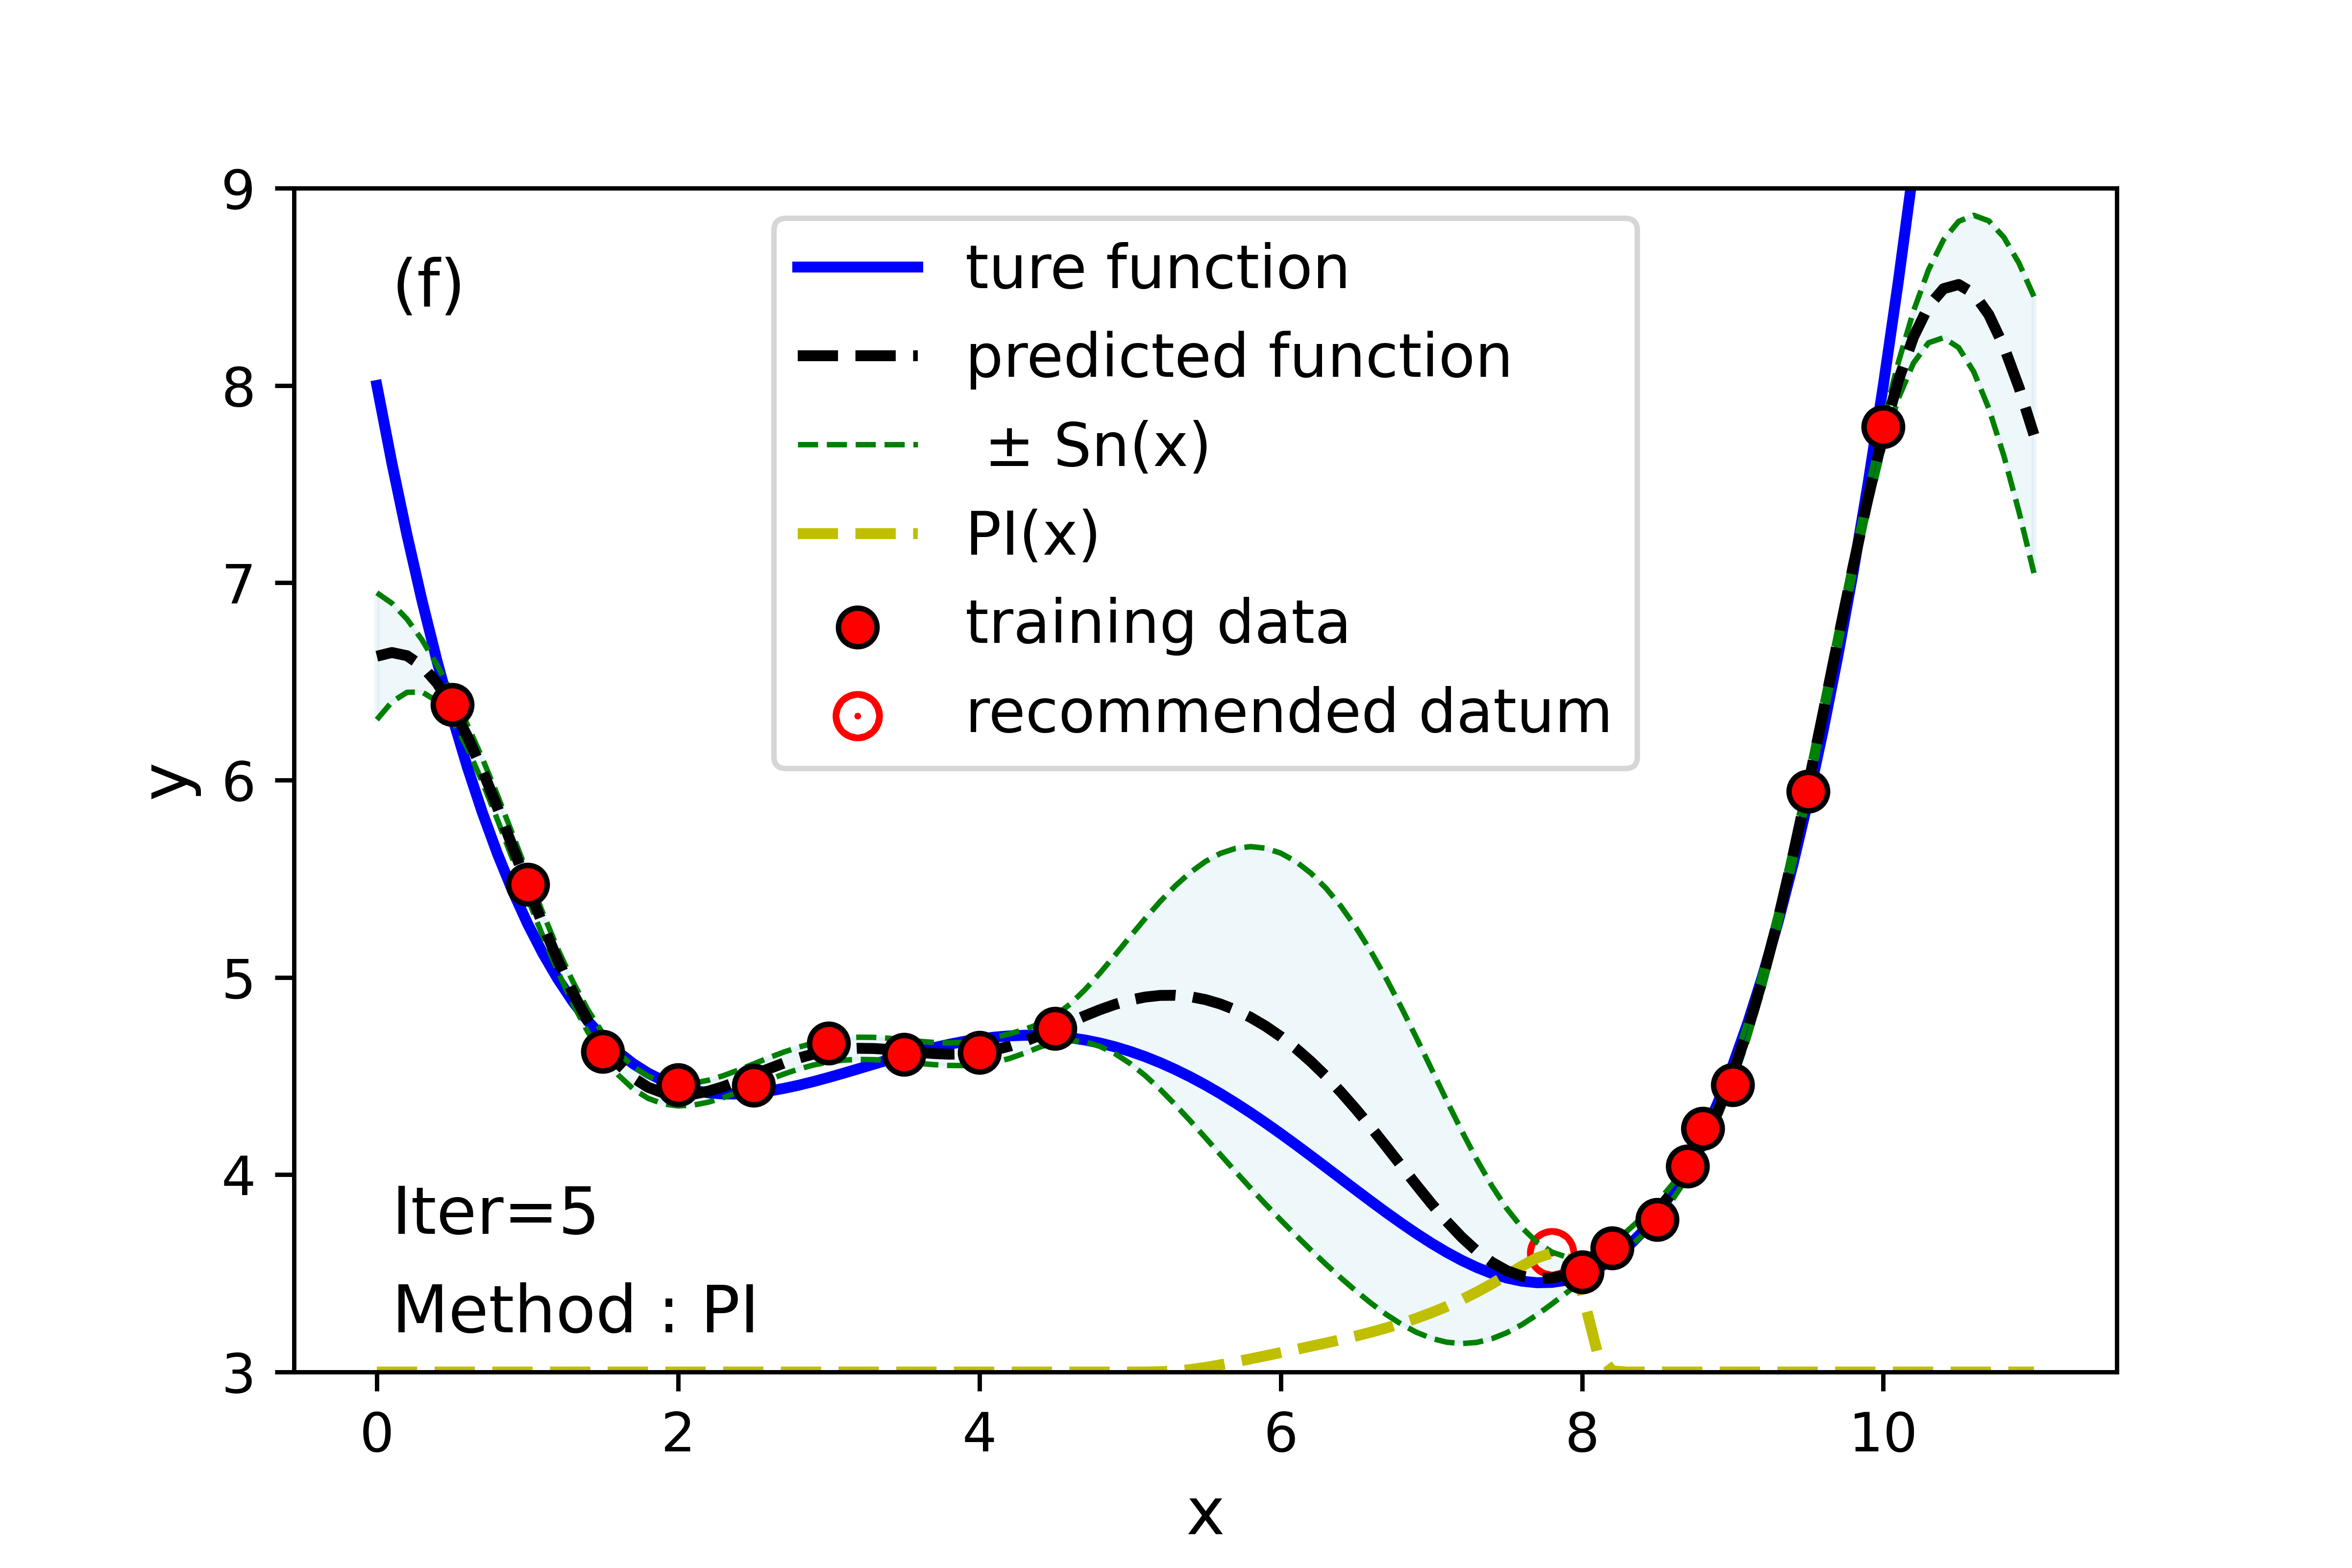 (f)
ture function
predicted function
± Sn(x)
PI(x)
training data
recommended datum
Iter=5
Method : PI
y
9
8
7
6
5
4
3
0 2 4 6 8 10
x